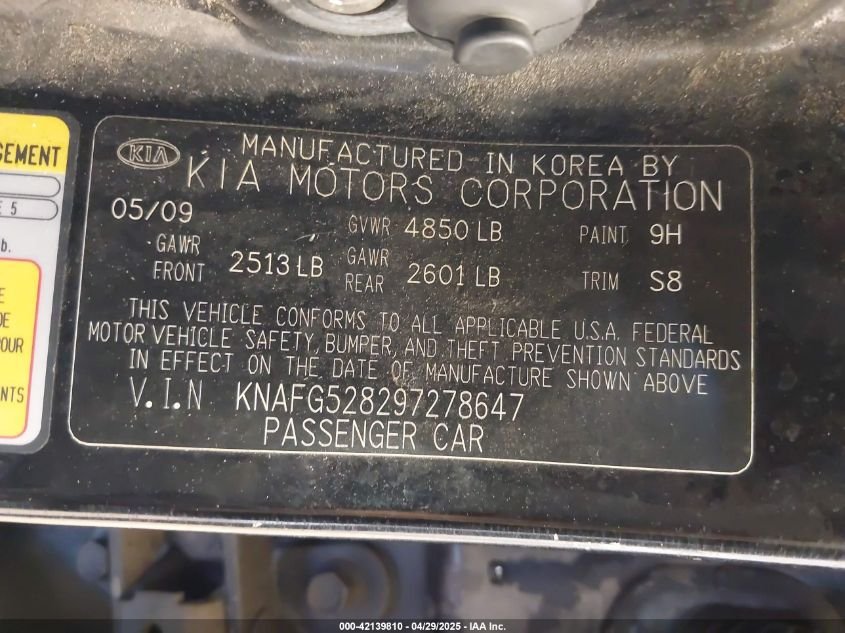 GEMENT
E 5
b.
E
DE
OUR
NTS
KIA
MANUFACTURED IN KOREA BY
KIA MOTORS CORPORATION
05/09
GVWR 4850 LB
PAINT 9H
GAWR FRONT 2513 LB
GAWR REAR 2601 LB
TRIM S8
THIS VEHICLE CONFORMS TO ALL APPLICABLE U.S.A. FEDERAL
MOTOR VEHICLE SAFETY, BUMPER, AND THEFT PREVENTION STANDARDS
IN EFFECT ON THE DATE OF MANUFACTURE SHOWN ABOVE
V.I.N KNAFG528297278647
PASSENGER CAR
000-42139810 - 04/29/2025 - IAA Inc.